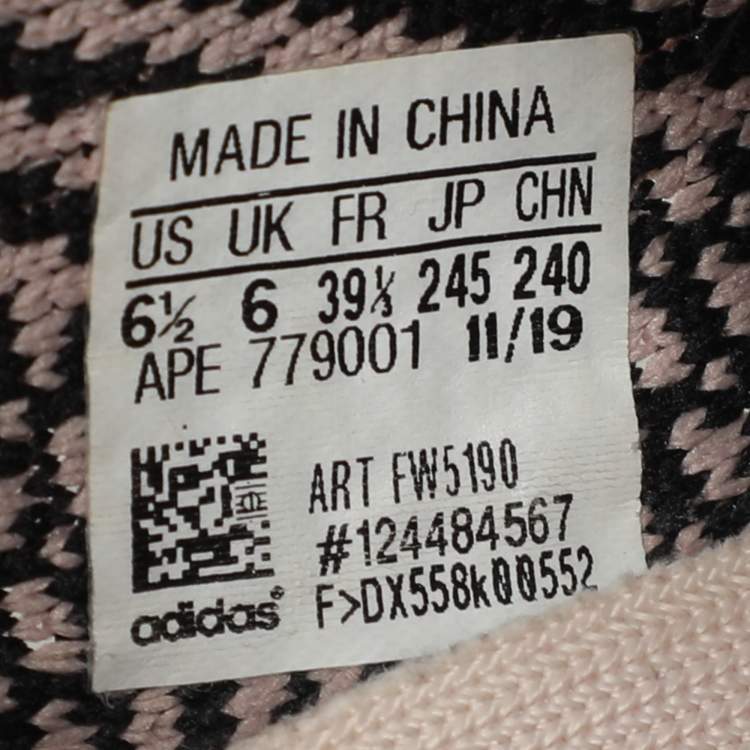 MADE IN CHINA
US UK FR JP CHN
6½ 6 39⅓ 245 240
APE 779001 11/19
ART FW5190
#124484567
F>DX558k00552
adidas®